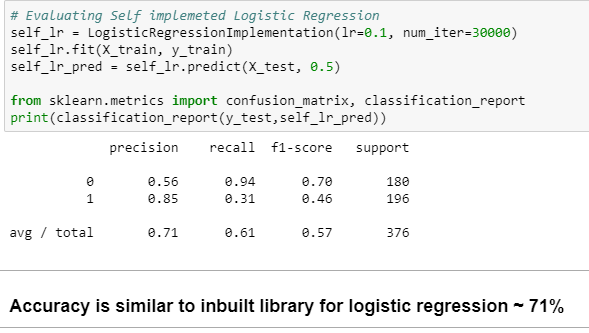 # Evaluating Self implemeted Logistic Regression
self_lr = LogisticRegressionImplementation(lr=0.1, num_iter=30000)
self_lr.fit(X_train, y_train)
self_lr_pred = self_lr.predict(X_test, 0.5)
from sklearn.metrics import confusion_matrix, classification_report
print(classification_report(y_test,self_lr_pred))
precision recall f1-score support
0 0.56 0.94 0.70 180
1 0.85 0.31 0.46 196
avg / total 0.71 0.61 0.57 376
Accuracy is similar to inbuilt library for logistic regression ~ 71%